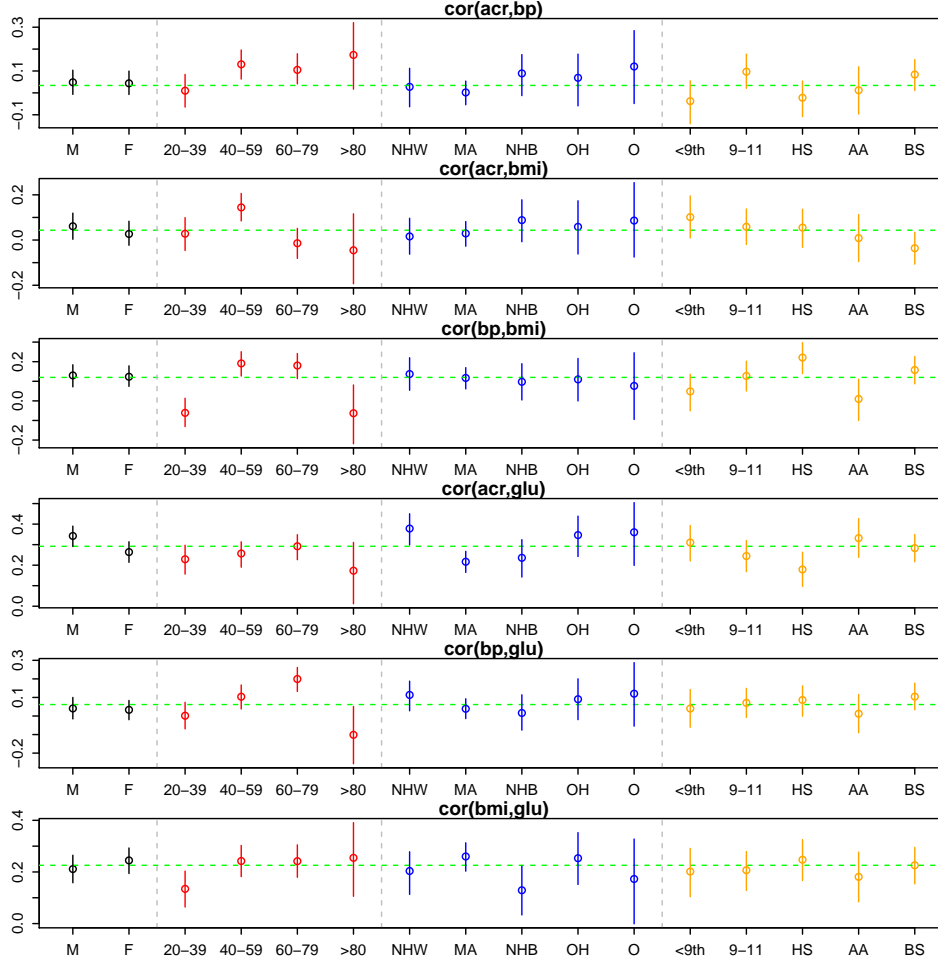 cor(acr,bp)
0.3
0.1
−0.1
M F 20−39 40−59 60−79 >80 NHW MA NHB OH O <9th 9−11 HS AA BS
cor(acr,bmi)
0.2
0.0
−0.2
M F 20−39 40−59 60−79 >80 NHW MA NHB OH O <9th 9−11 HS AA BS
cor(bp,bmi)
0.2
0.0
−0.2
M F 20−39 40−59 60−79 >80 NHW MA NHB OH O <9th 9−11 HS AA BS
cor(acr,glu)
0.4
0.2
0.0
M F 20−39 40−59 60−79 >80 NHW MA NHB OH O <9th 9−11 HS AA BS
cor(bp,glu)
0.3
0.1
−0.2
M F 20−39 40−59 60−79 >80 NHW MA NHB OH O <9th 9−11 HS AA BS
cor(bmi,glu)
0.4
0.2
0.0
M F 20−39 40−59 60−79 >80 NHW MA NHB OH O <9th 9−11 HS AA BS